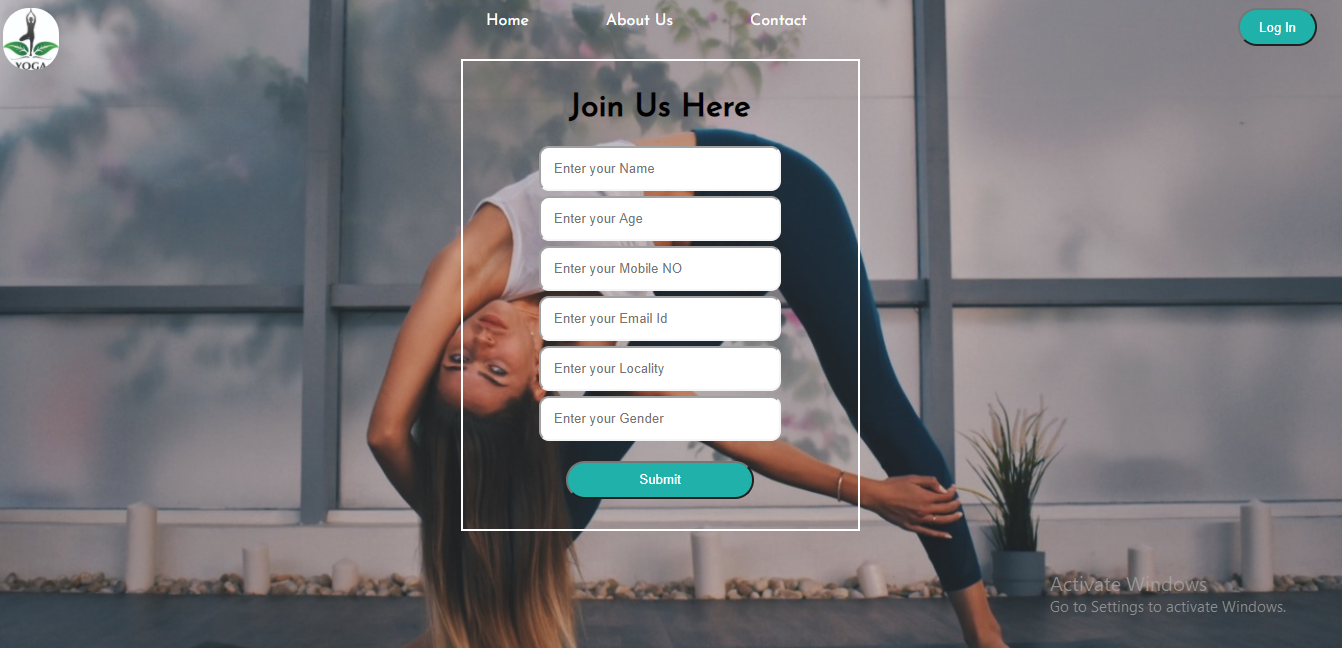 Home About Us Contact Log In
YOGA
Join Us Here
Enter your Name
Enter your Age
Enter your Mobile NO
Enter your Email Id
Enter your Locality
Enter your Gender
Submit
Activate Windows
Go to Settings to activate Windows.